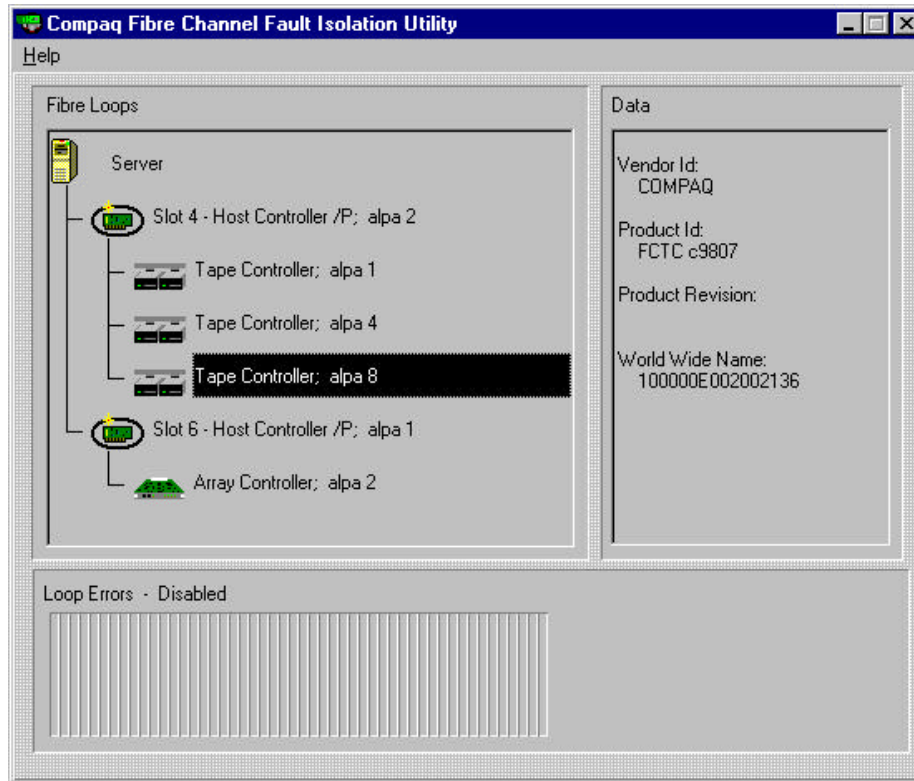 Compaq Fibre Channel Fault Isolation Utility
Help
Fibre Loops
Server
Slot 4 - Host Controller /P; alpa 2
Tape Controller; alpa 1
Tape Controller; alpa 4
Tape Controller; alpa 8
Slot 6 - Host Controller /P; alpa 1
Array Controller; alpa 2
Data
Vendor Id:
COMPAQ
Product Id:
FCTC c9807
Product Revision:
World Wide Name:
100000E002002136
Loop Errors - Disabled